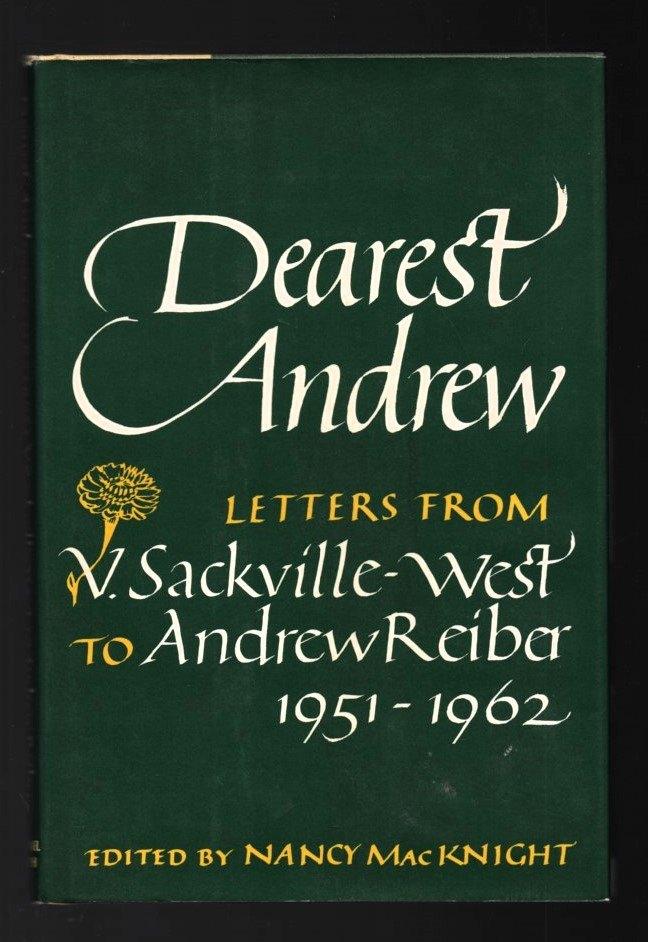 Dearest
Andrew
LETTERS FROM
V. Sackville-West
TO Andrew Reiber
1951-1962
EDITED BY NANCY MacKNIGHT